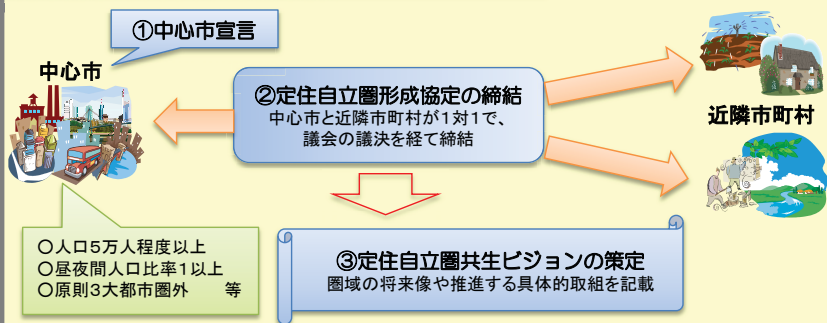 ①中心市宣言
中心市
②定住自立圏形成協定の締結
中心市と近隣市町村が1対1で、
議会の議決を経て締結
近隣市町村
○人口5万人程度以上
○昼夜間人口比率1以上
○原則3大都市圏外　　等
③定住自立圏共生ビジョンの策定
圏域の将来像や推進する具体的取組を記載